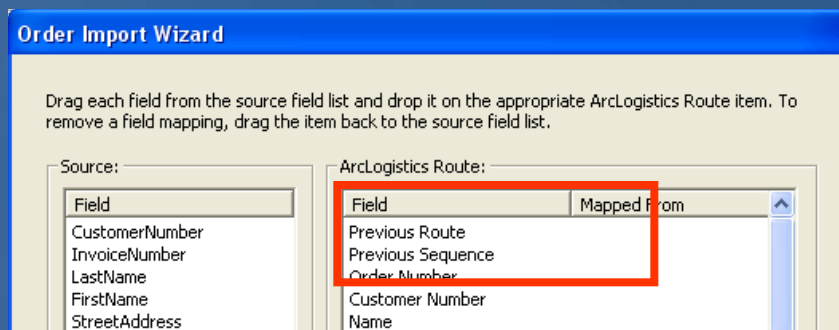 Order Import Wizard
Drag each field from the source field list and drop it on the appropriate ArcLogistics Route item. To
remove a field mapping, drag the item back to the source field list.
Source:
Field
CustomerNumber
InvoiceNumber
LastName
FirstName
StreetAddress
ArcLogistics Route:
Field Mapped From
Previous Route
Previous Sequence
Order Number
Customer Number
Name